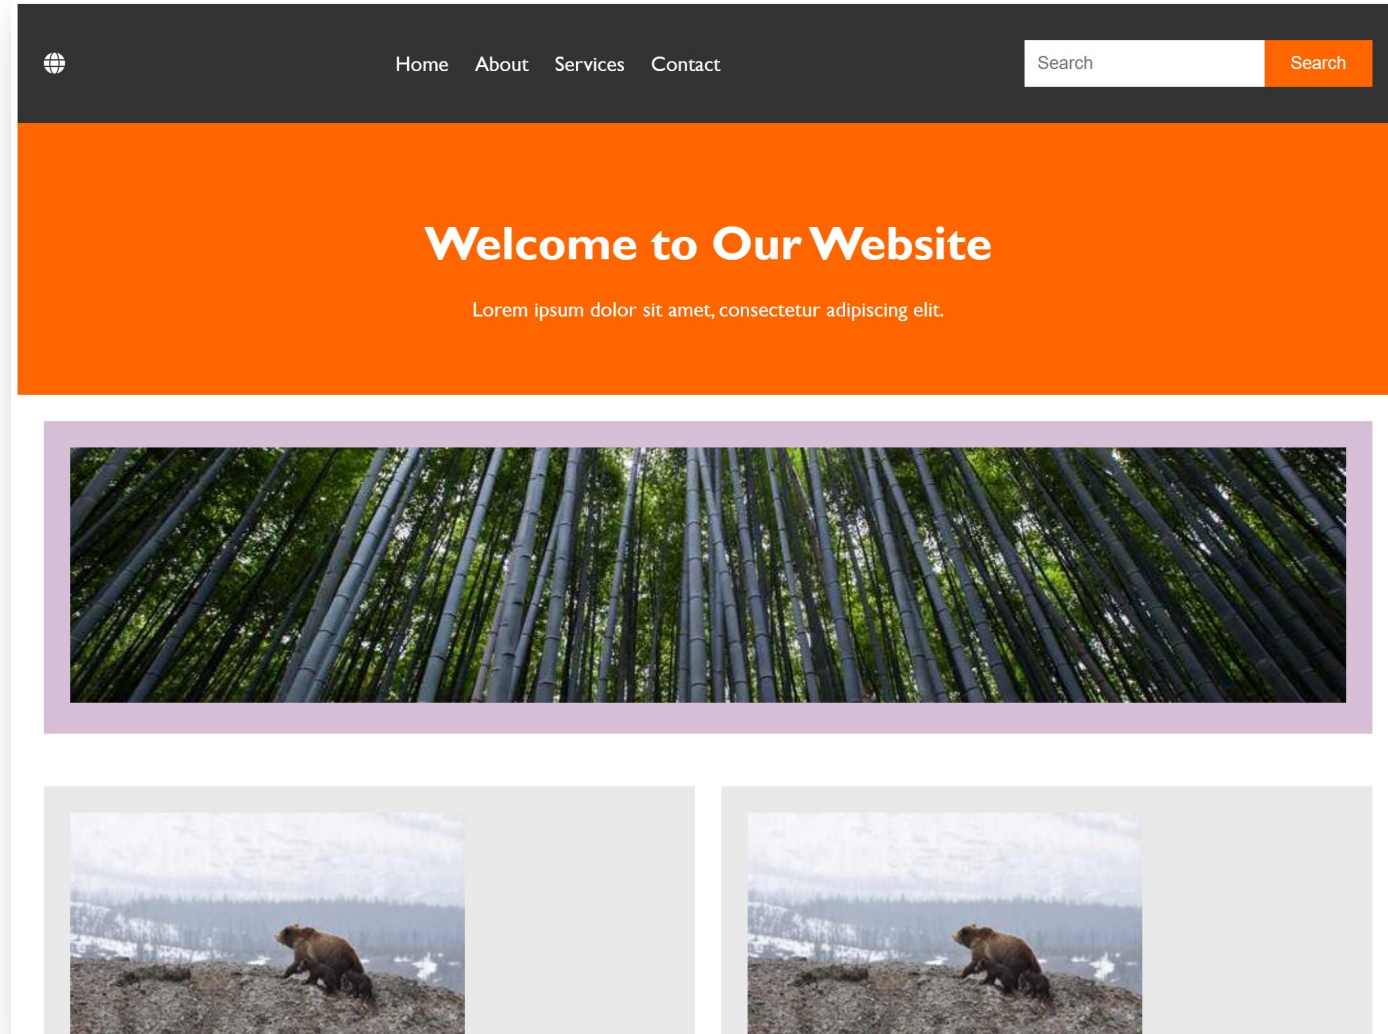 Home About Services Contact
Search Search
Welcome to Our Website
Lorem ipsum dolor sit amet, consectetur adipiscing elit.